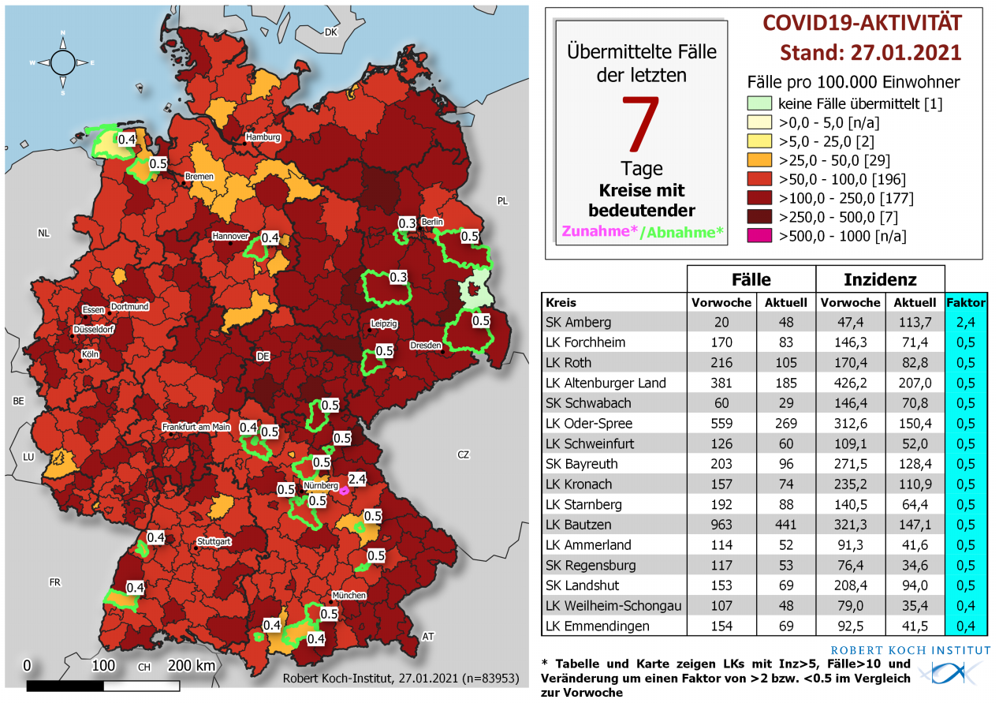 N
W
E
S
DK
PL
NL
BE
LU
FR
CH
AT
CZ
DE
Hamburg
Bremen
Hannover
Berlin
Essen
Dortmund
Düsseldorf
Köln
Leipzig
Dresden
Frankfurt am Main
Nürnberg
Stuttgart
München
0.4
0.5
0.4
0.3
0.5
0.3
0.5
0.5
0.5
0.4
0.5
0.5
0.5
2.4
0.5
0.5
0.5
0.4
0.5
0.4
0.5
0.4
0.4
0 100 200 km
Robert Koch-Institut, 27.01.2021 (n=83953)
Übermittelte Fälle
der letzten
7
Tage
Kreise mit
bedeutender
Zunahme*/Abnahme*
COVID19-AKTIVITÄT
Stand: 27.01.2021
Fälle pro 100.000 Einwohner
keine Fälle übermittelt [1]
>0,0 - 5,0 [n/a]
>5,0 - 25,0 [2]
>25,0 - 50,0 [29]
>50,0 - 100,0 [196]
>100,0 - 250,0 [177]
>250,0 - 500,0 [7]
>500,0 - 1000 [n/a]
Fälle Inzidenz
Kreis Vorwoche Aktuell Vorwoche Aktuell Faktor
SK Amberg 20 48 47,4 113,7 2,4
LK Forchheim 170 83 146,3 71,4 0,5
LK Roth 216 105 170,4 82,8 0,5
LK Altenburger Land 381 185 426,2 207,0 0,5
SK Schwabach 60 29 146,4 70,8 0,5
LK Oder-Spree 559 269 312,6 150,4 0,5
LK Schweinfurt 126 60 109,1 52,0 0,5
SK Bayreuth 203 96 271,5 128,4 0,5
LK Kronach 157 74 235,2 110,9 0,5
LK Starnberg 192 88 140,5 64,4 0,5
LK Bautzen 963 441 321,3 147,1 0,5
LK Ammerland 114 52 91,3 41,6 0,5
SK Regensburg 117 53 76,4 34,6 0,5
SK Landshut 153 69 208,4 94,0 0,5
LK Weilheim-Schongau 107 48 79,0 35,4 0,4
LK Emmendingen 154 69 92,5 41,5 0,4
ROBERT KOCH INSTITUT
* Tabelle und Karte zeigen LKs mit Inz>5, Fälle>10 und
Veränderung um einen Faktor von >2 bzw. <0.5 im Vergleich
zur Vorwoche